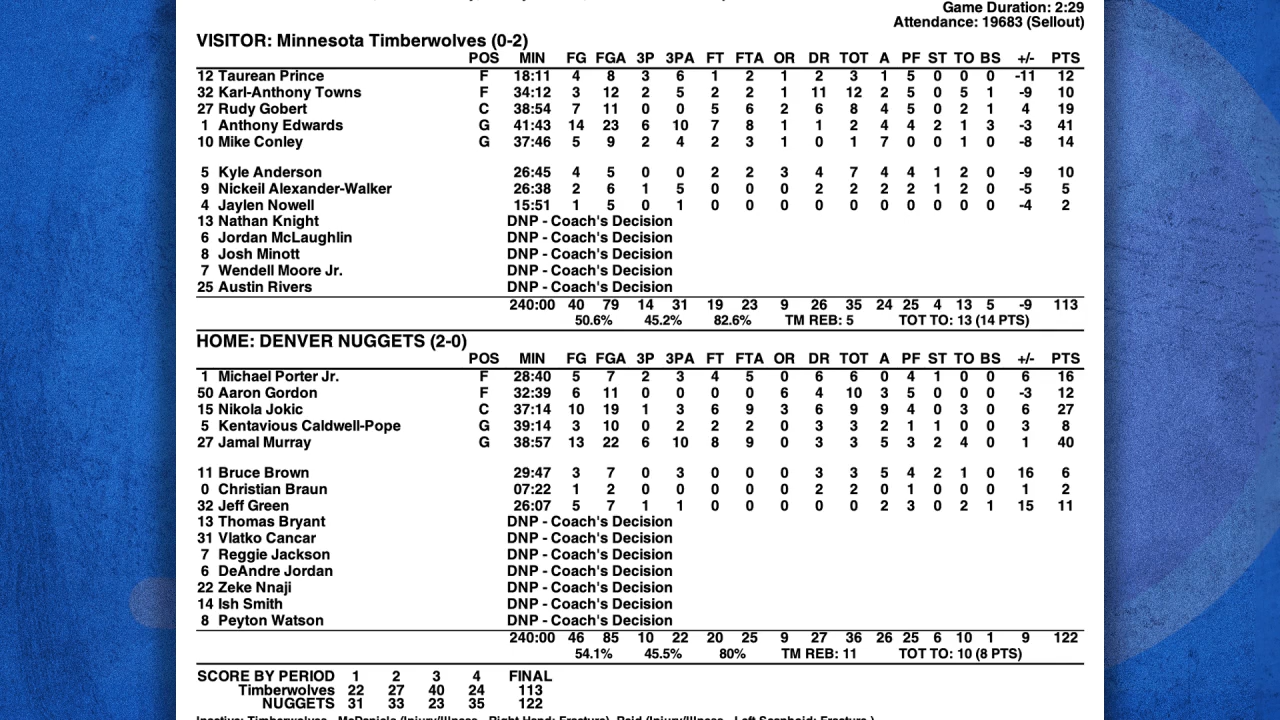 Game Duration: 2:29
Attendance: 19683 (Sellout)
VISITOR: Minnesota Timberwolves (0-2)
POS MIN FG FGA 3P 3PA FT FTA OR DR TOT A PF ST TO BS +/- PTS
12 Taurean Prince F 18:11 4 8 3 6 1 2 1 2 3 1 5 0 0 0 -11 12
32 Karl-Anthony Towns F 34:12 3 12 2 5 2 2 1 11 12 2 5 0 5 1 -9 10
27 Rudy Gobert C 38:54 7 11 0 0 5 6 2 6 8 4 5 0 2 1 4 19
1 Anthony Edwards G 41:43 14 23 6 10 7 8 1 1 2 4 4 2 1 3 -3 41
10 Mike Conley G 37:46 5 9 2 4 2 3 1 0 1 7 0 0 1 0 -8 14
5 Kyle Anderson 26:45 4 5 0 0 2 2 3 4 7 4 4 1 2 0 -9 10
9 Nickeil Alexander-Walker 26:38 2 6 1 5 0 0 0 2 2 2 2 1 2 0 -5 5
4 Jaylen Nowell 15:51 1 5 0 1 0 0 0 0 0 0 0 0 0 0 -4 2
13 Nathan Knight DNP - Coach's Decision
6 Jordan McLaughlin DNP - Coach's Decision
8 Josh Minott DNP - Coach's Decision
7 Wendell Moore Jr. DNP - Coach's Decision
25 Austin Rivers DNP - Coach's Decision
240:00 40 79 14 31 19 23 9 26 35 24 25 4 13 5 -9 113
50.6% 45.2% 82.6% TM REB: 5 TOT TO: 13 (14 PTS)
HOME: DENVER NUGGETS (2-0)
POS MIN FG FGA 3P 3PA FT FTA OR DR TOT A PF ST TO BS +/- PTS
1 Michael Porter Jr. F 28:40 5 7 2 3 4 5 0 6 6 0 4 1 0 0 6 16
50 Aaron Gordon F 32:39 6 11 0 0 0 0 6 4 10 3 5 0 0 0 -3 12
15 Nikola Jokic C 37:14 10 19 1 3 6 9 3 6 9 9 4 0 3 0 6 27
5 Kentavious Caldwell-Pope G 39:14 3 10 0 2 2 2 0 3 3 2 1 1 0 0 3 8
27 Jamal Murray G 38:57 13 22 6 10 8 9 0 3 3 5 3 2 4 0 1 40
11 Bruce Brown 29:47 3 7 0 3 0 0 0 3 3 5 4 2 1 0 16 6
0 Christian Braun 07:22 1 2 0 0 0 0 0 2 2 0 1 0 0 0 1 2
32 Jeff Green 26:07 5 7 1 1 0 0 0 0 0 2 3 0 2 1 15 11
13 Thomas Bryant DNP - Coach's Decision
31 Vlatko Cancar DNP - Coach's Decision
7 Reggie Jackson DNP - Coach's Decision
6 DeAndre Jordan DNP - Coach's Decision
22 Zeke Nnaji DNP - Coach's Decision
14 Ish Smith DNP - Coach's Decision
8 Peyton Watson DNP - Coach's Decision
240:00 46 85 10 22 20 25 9 27 36 26 25 6 10 1 9 122
54.1% 45.5% 80% TM REB: 11 TOT TO: 10 (8 PTS)
SCORE BY PERIOD 1 2 3 4 FINAL
Timberwolves 22 27 40 24 113
NUGGETS 31 33 23 35 122
Inactive: Timberwolves - McDaniels (Injury/Illness - Right Hand; Fracture), Reid (Injury/Illness - Left Scaphoid; Fracture )